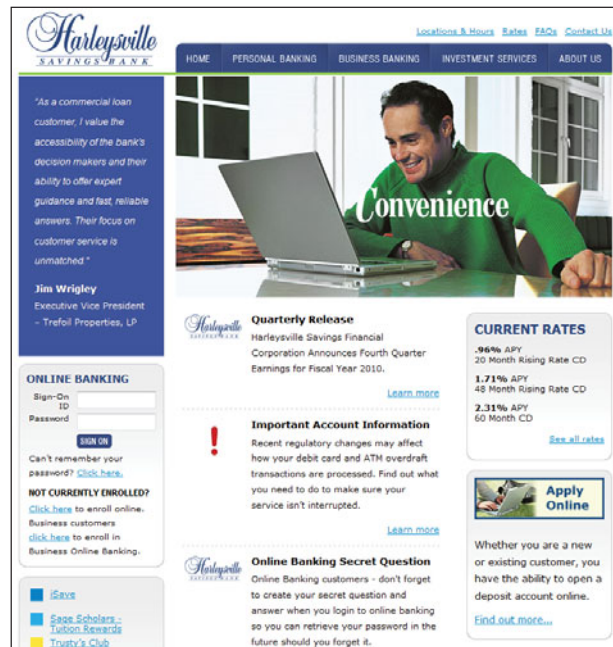 Harleysville
SAVINGS BANK
Locations & Hours Rates FAQs Contact Us
HOME PERSONAL BANKING BUSINESS BANKING INVESTMENT SERVICES ABOUT US
"As a commercial loan
customer, I value the
accessibility of the bank's
decision makers and their
ability to offer expert
guidance and fast, reliable
answers. Their focus on
customer service is
unmatched."
Jim Wrigley
Executive Vice President
– Trefoil Properties, LP
Convenience
ONLINE BANKING
Sign-On
ID
Password
SIGN ON
Can't remember your
password? Click here.
NOT CURRENTLY ENROLLED?
Click here to enroll online.
Business customers
click here to enroll in
Business Online Banking.
iSave
Sage Scholars -
Tuition Rewards
Trusty's Club
Harleysville
SAVINGS BANK
Quarterly Release
Harleysville Savings Financial
Corporation Announces Fourth Quarter
Earnings for Fiscal Year 2010.
Learn more
!
Important Account Information
Recent regulatory changes may affect
how your debit card and ATM overdraft
transactions are processed. Find out what
you need to do to make sure your
service isn't interrupted.
Learn more
Harleysville
SAVINGS BANK
Online Banking Secret Question
Online Banking customers - don't forget
to create your secret question and
answer when you login to online banking
so you can retrieve your password in the
future should you forget it.
CURRENT RATES
.96% APY
20 Month Rising Rate CD
1.71% APY
48 Month Rising Rate CD
2.31% APY
60 Month CD
See all rates
Apply
Online
Whether you are a new
or existing customer, you
have the ability to open a
deposit account online.
Find out more...